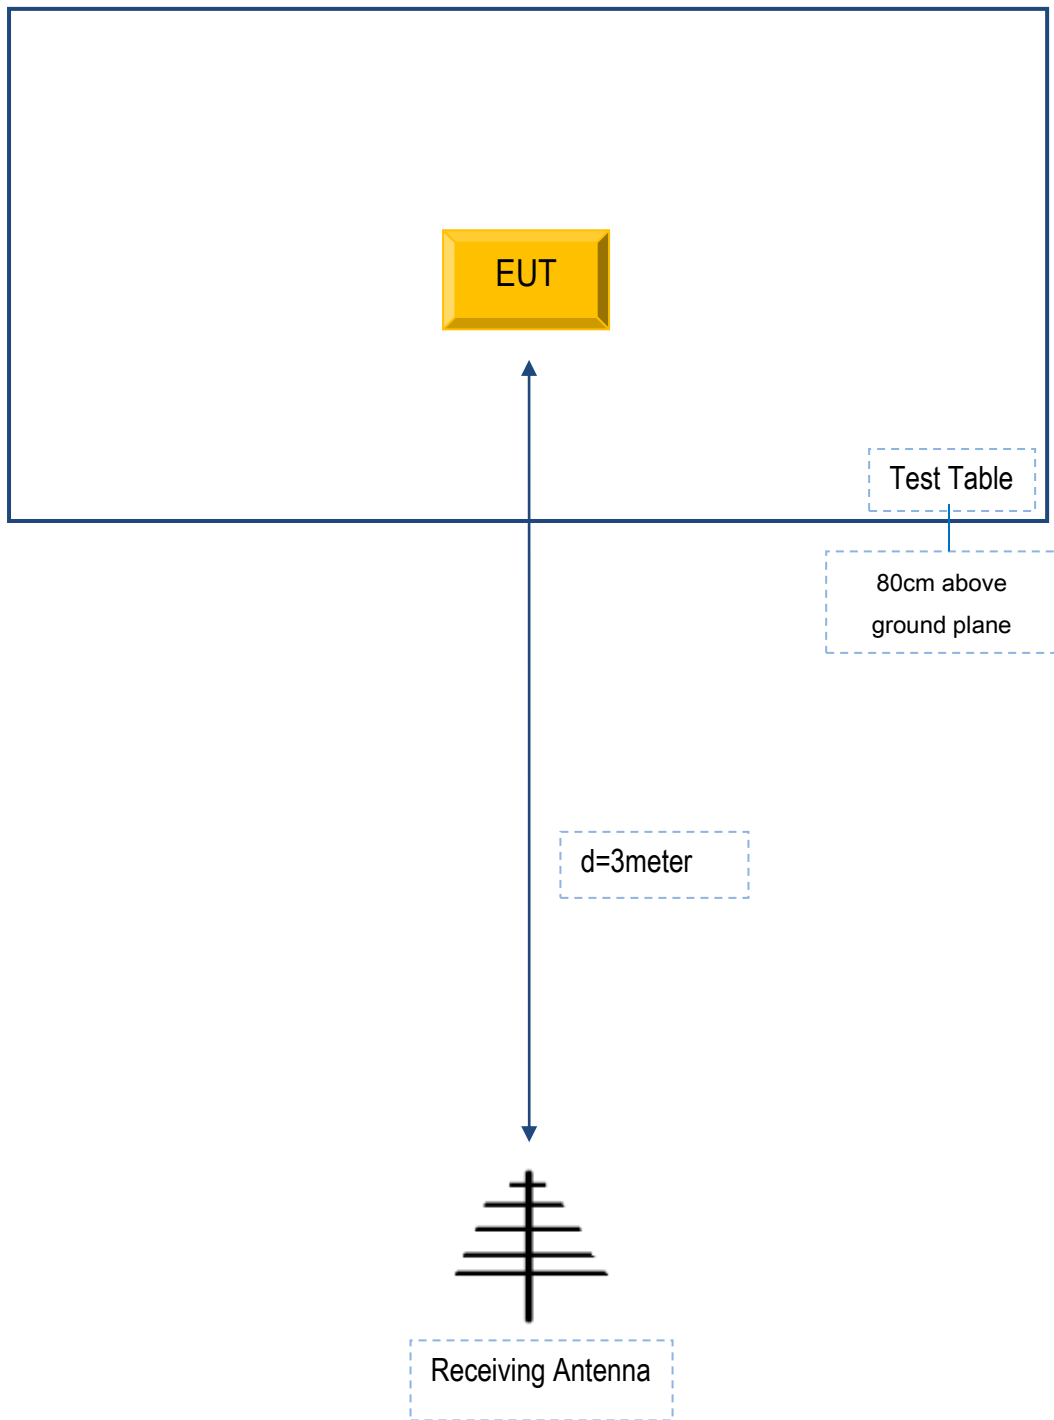 EUT
Test Table
80cm above
ground plane
d=3meter
Receiving Antenna